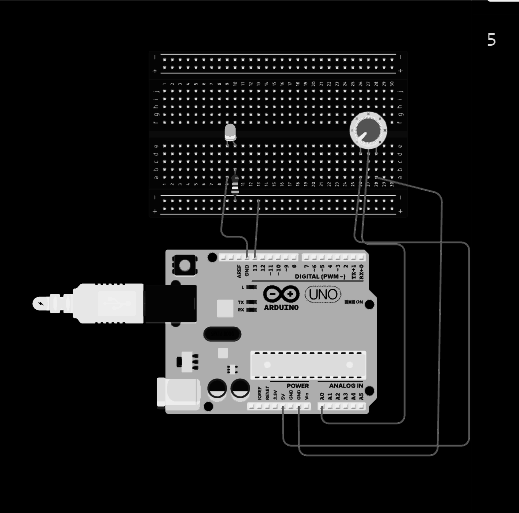 5
AREF
GND
13
12
~11
~10
~9
8
7
~6
~5
4
~3
2
TX→1
RX←0
DIGITAL (PWM ~)
L
TX
RX
UNO
ON
ARDUINO
POWER
ANALOG IN
IOREF
RESET
3.3V
5V
GND
GND
Vin
A0
A1
A2
A3
A4
A5